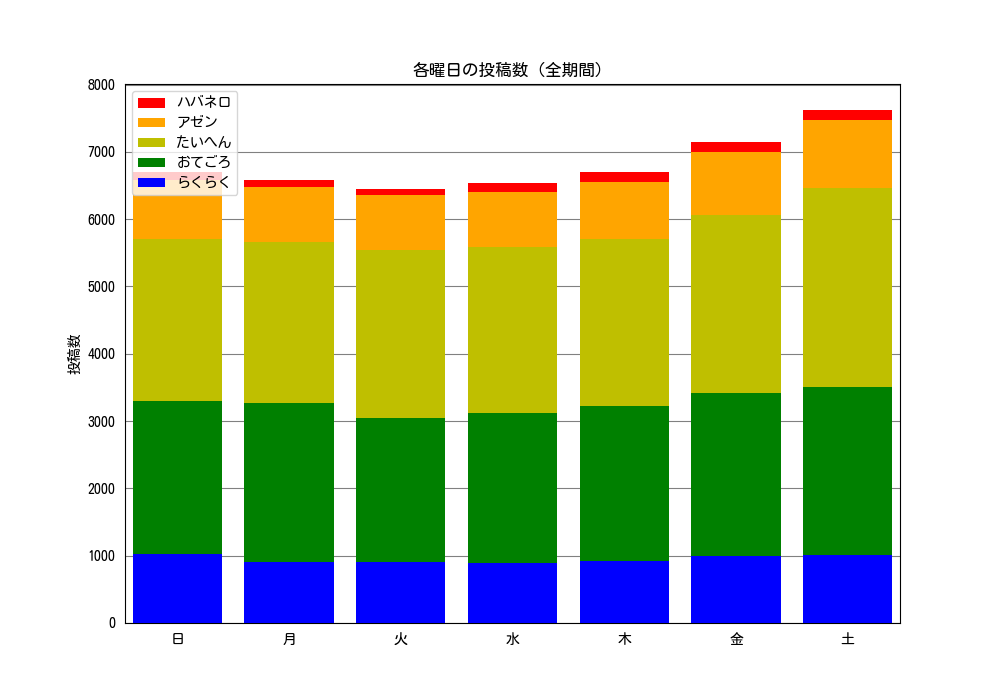 各曜日の投稿数（全期間）
8000
7000
6000
5000
4000
3000
2000
1000
0
投稿数
ハバネロ
アゼン
たいへん
おてごろ
らくらく
日 月 火 水 木 金 土